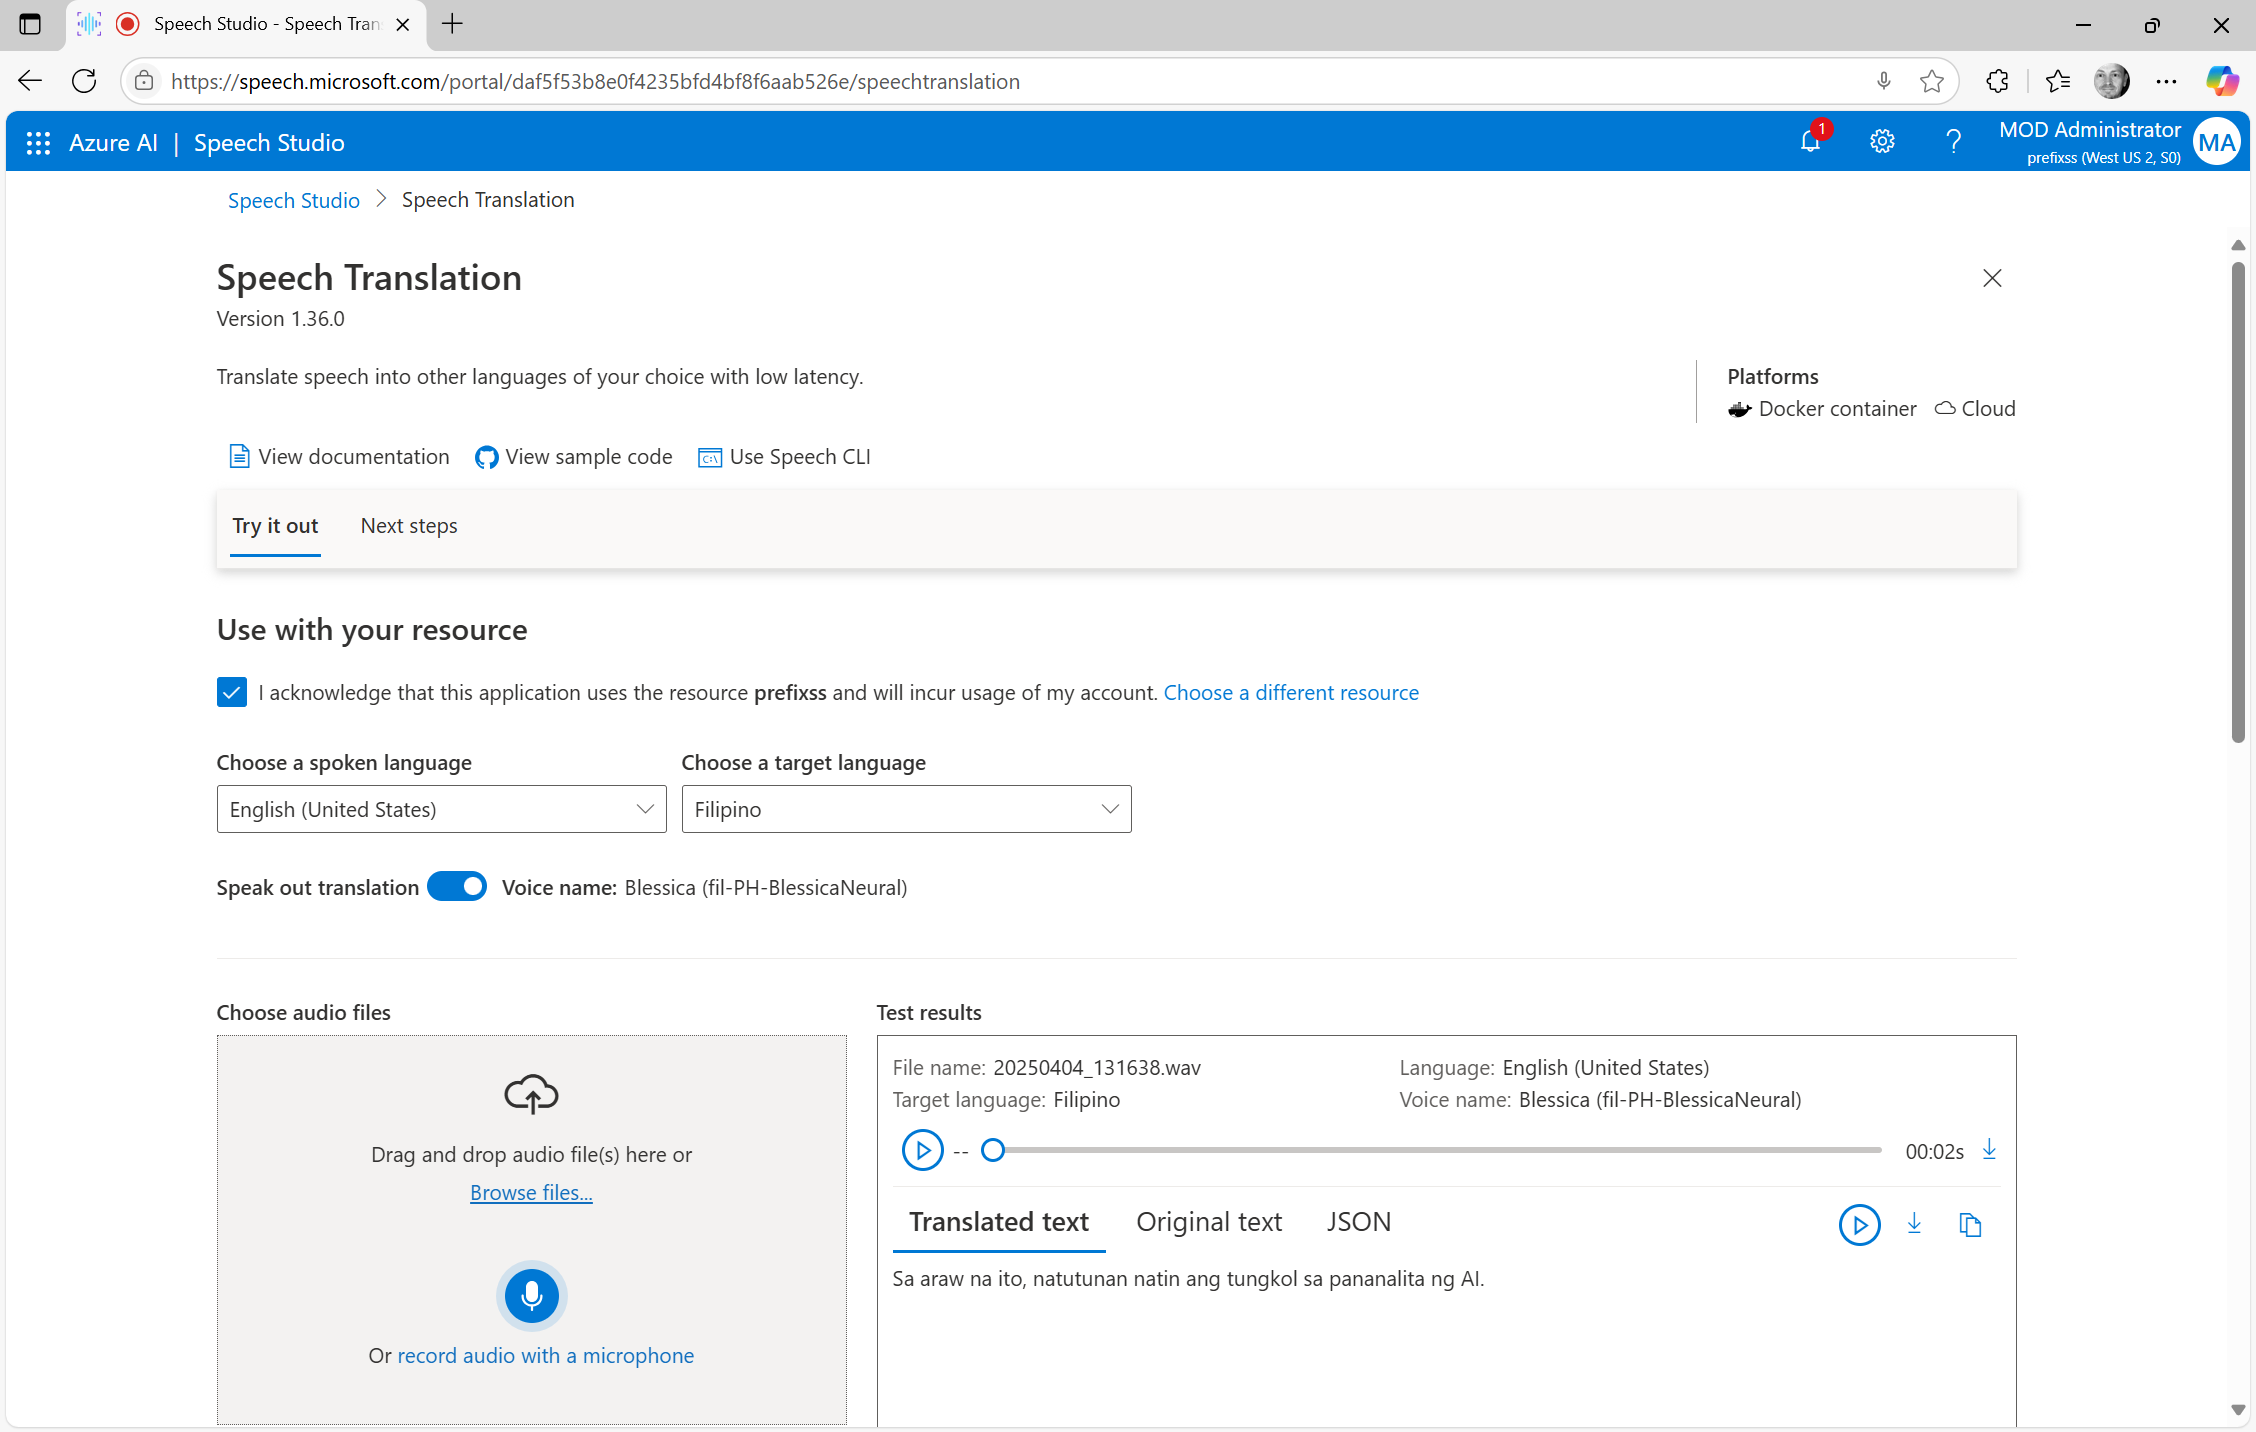 Speech Studio - Speech Tran
https://speech.microsoft.com/portal/daf5f53b8e0f4235bfd4bf8f6aab526e/speechtranslation
Azure AI | Speech Studio
1
?
MOD Administrator
prefixss (West US 2, S0)
MA
Speech Studio > Speech Translation
Speech Translation
Version 1.36.0
Translate speech into other languages of your choice with low latency.
Platforms
Docker container Cloud
View documentation View sample code C:\ Use Speech CLI
Try it out Next steps
Use with your resource
I acknowledge that this application uses the resource prefixss and will incur usage of my account. Choose a different resource
Choose a spoken language Choose a target language
English (United States) Filipino
Speak out translation Voice name: Blessica (fil-PH-BlessicaNeural)
Choose audio files
Drag and drop audio file(s) here or
Browse files...
Or record audio with a microphone
Test results
File name: 20250404_131638.wav Language: English (United States)
Target language: Filipino Voice name: Blessica (fil-PH-BlessicaNeural)
-- 00:02s
Translated text Original text JSON
Sa araw na ito, natutunan natin ang tungkol sa pananalita ng AI.